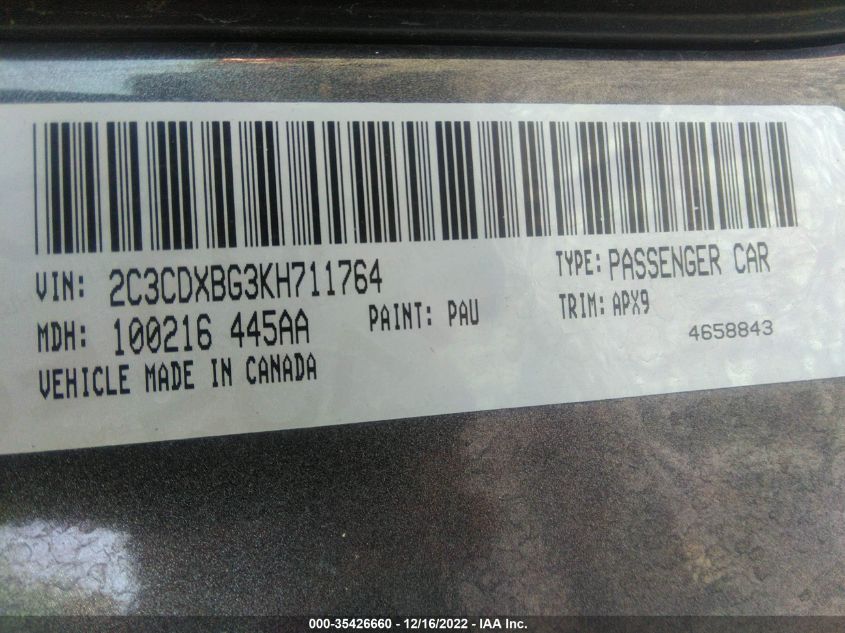 VIN: 2C3CDXBG3KH711764 TYPE: PASSENGER CAR
MDH: 100216 445AA PAINT: PAU TRIM: APX9
VEHICLE MADE IN CANADA 4658843
000-35426660 - 12/16/2022 - IAA Inc.